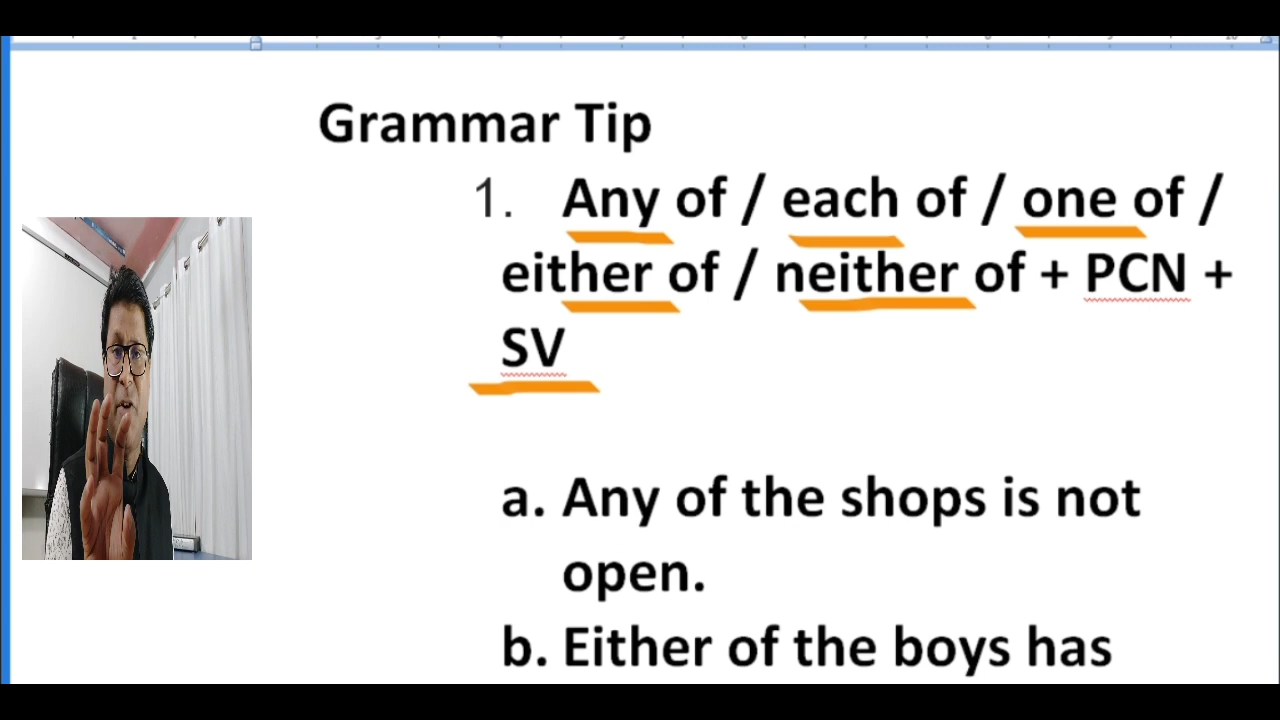 Grammar Tip
1. Any of / each of / one of /
either of / neither of + PCN +
SV
a. Any of the shops is not
open.
b. Either of the boys has